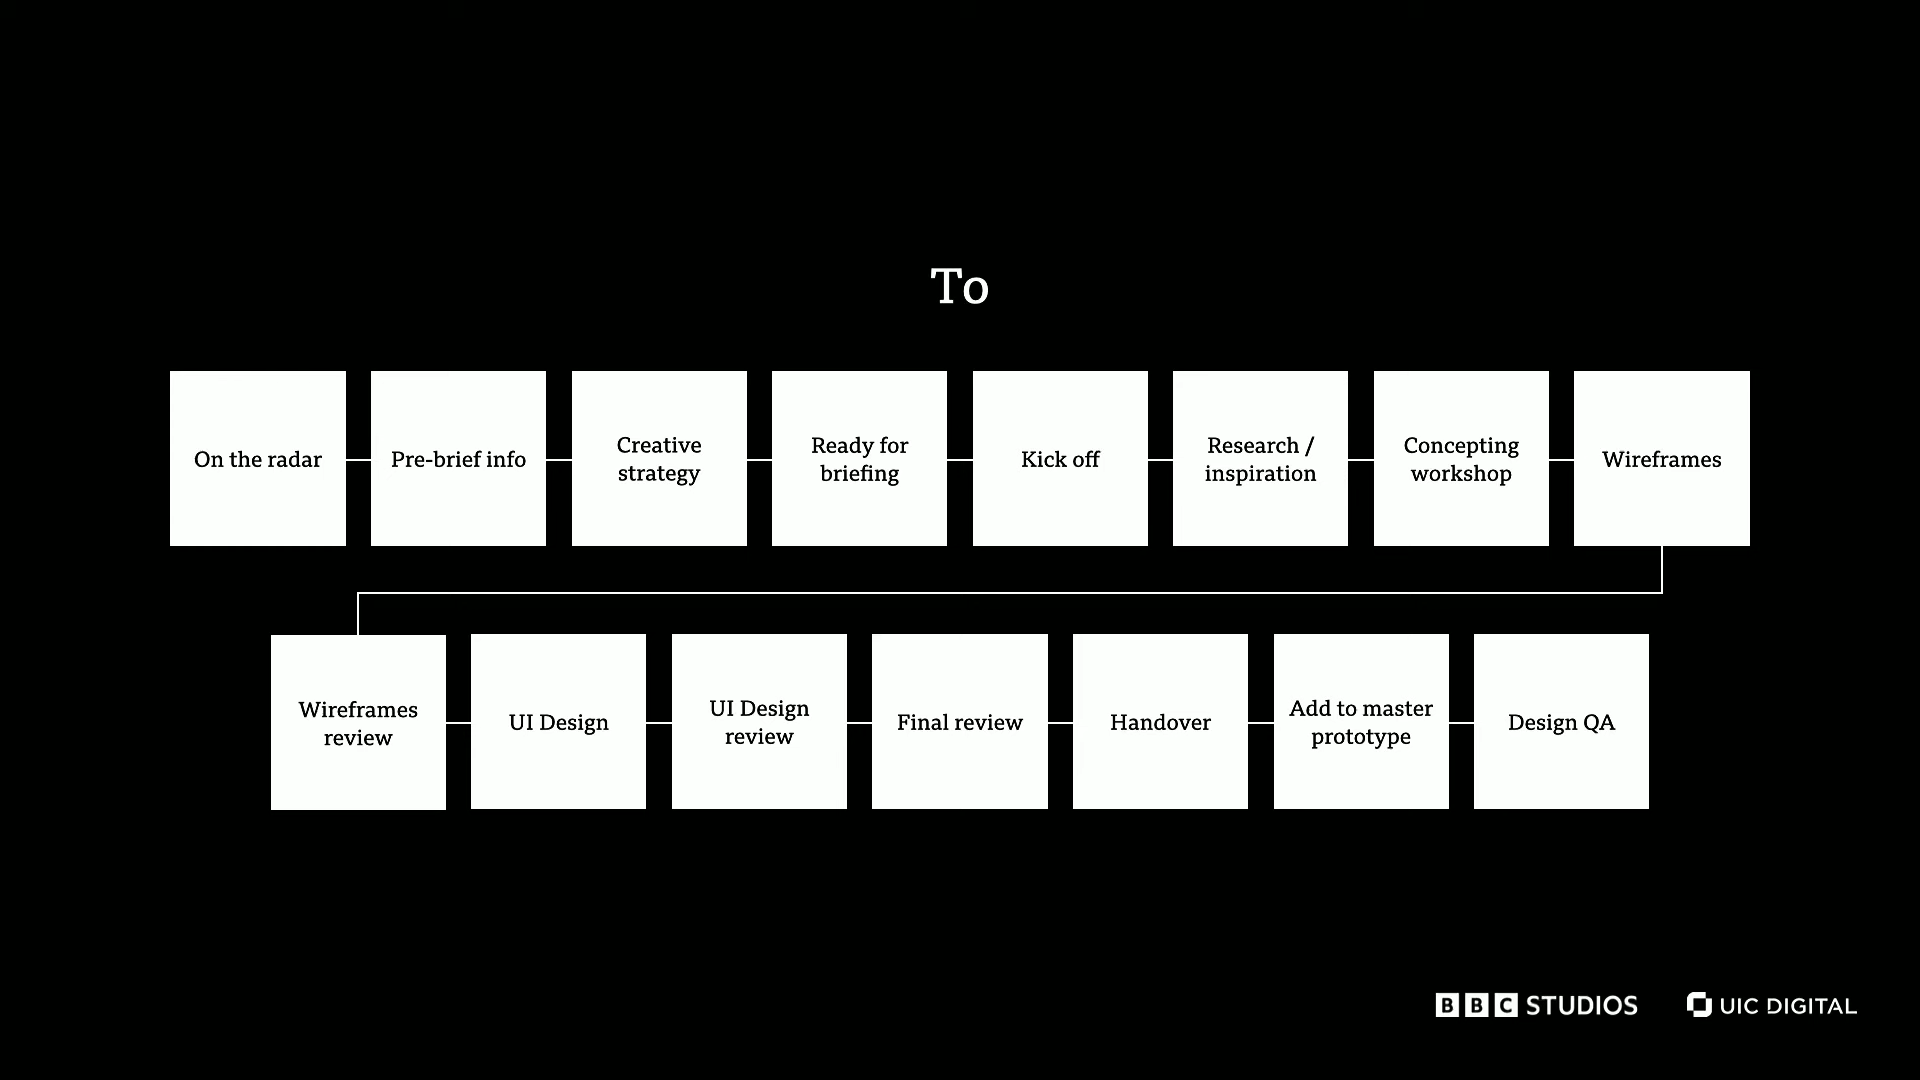 To
On the radar
Pre-brief info
Creative
strategy
Ready for
briefing
Kick off
Research /
inspiration
Concepting
workshop
Wireframes
Wireframes
review
UI Design
UI Design
review
Final review
Handover
Add to master
prototype
Design QA
BBC STUDIOS
UIC DIGITAL